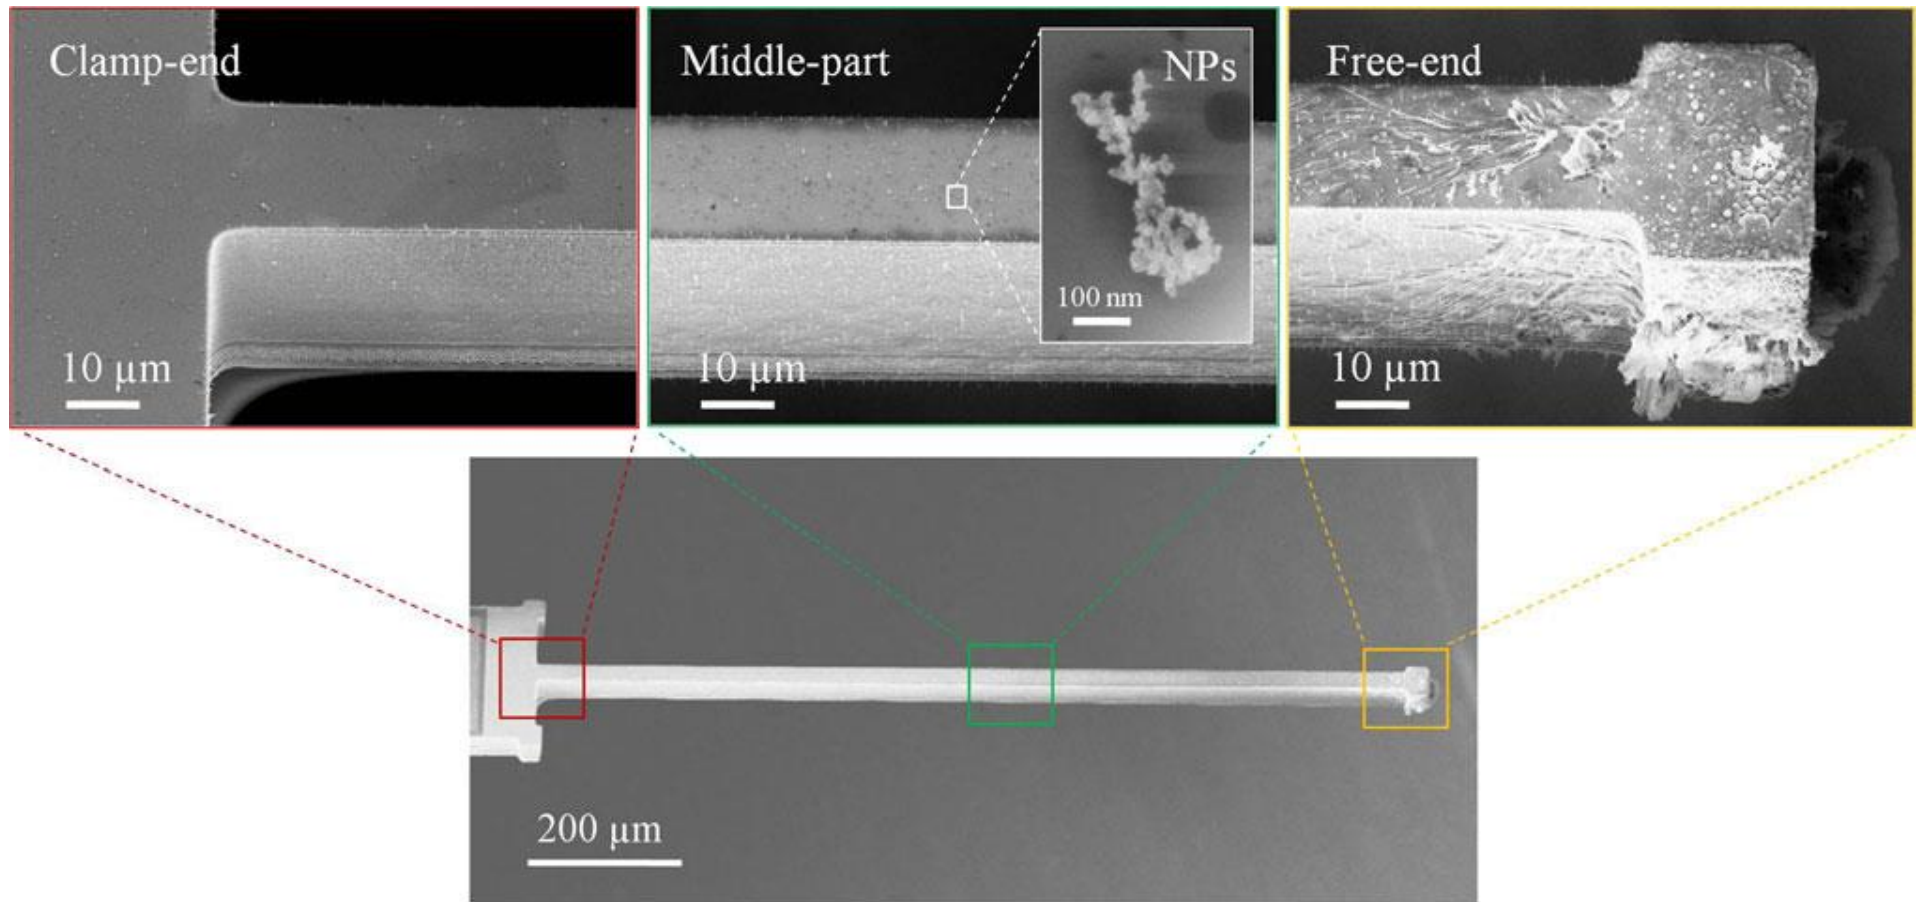 Clamp-end
10 μm
Middle-part
NPs
100 nm
10 μm
Free-end
10 μm
200 μm